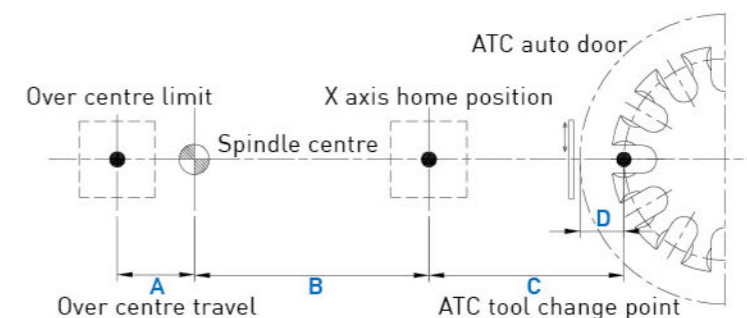 ATC auto door
Over centre limit
X axis home position
Spindle centre
D
A
B
C
Over centre travel
ATC tool change point